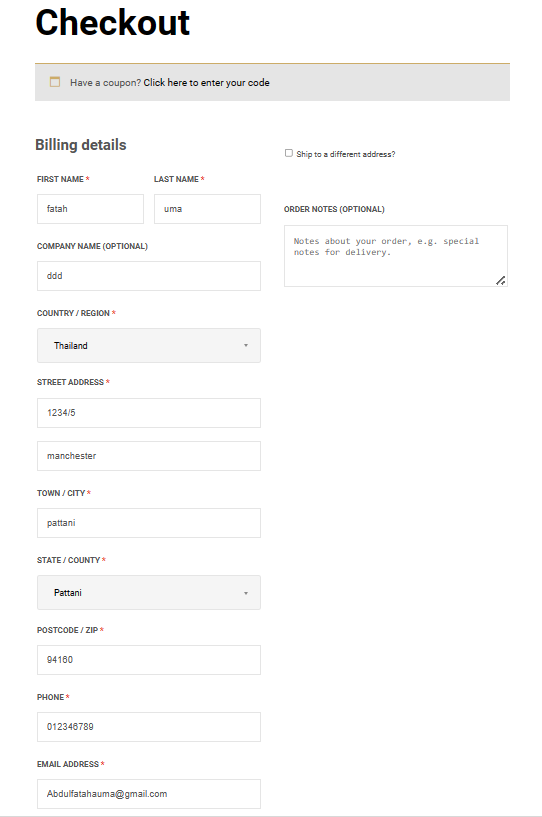 Checkout
Have a coupon? Click here to enter your code
Billing details
Ship to a different address?
FIRST NAME *
LAST NAME *
fatah
uma
COMPANY NAME (OPTIONAL)
ddd
COUNTRY / REGION *
Thailand
STREET ADDRESS *
1234/5
manchester
TOWN / CITY *
pattani
STATE / COUNTY *
Pattani
POSTCODE / ZIP *
94160
PHONE *
012346789
EMAIL ADDRESS *
Abdulfatahauma@gmail.com
ORDER NOTES (OPTIONAL)
Notes about your order, e.g. special
notes for delivery.